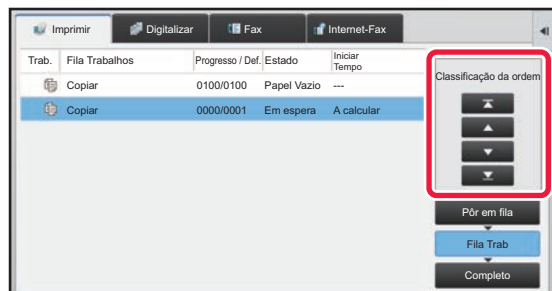 Imprimir
Digitalizar
Fax
Internet-Fax
Trab. Fila Trabalhos Progresso / Def. Estado Iniciar Tempo
Copiar 0100/0100 Papel Vazio ---
Copiar 0000/0001 Em espera A calcular
Classificação da ordem
Pôr em fila
Fila Trab
Completo